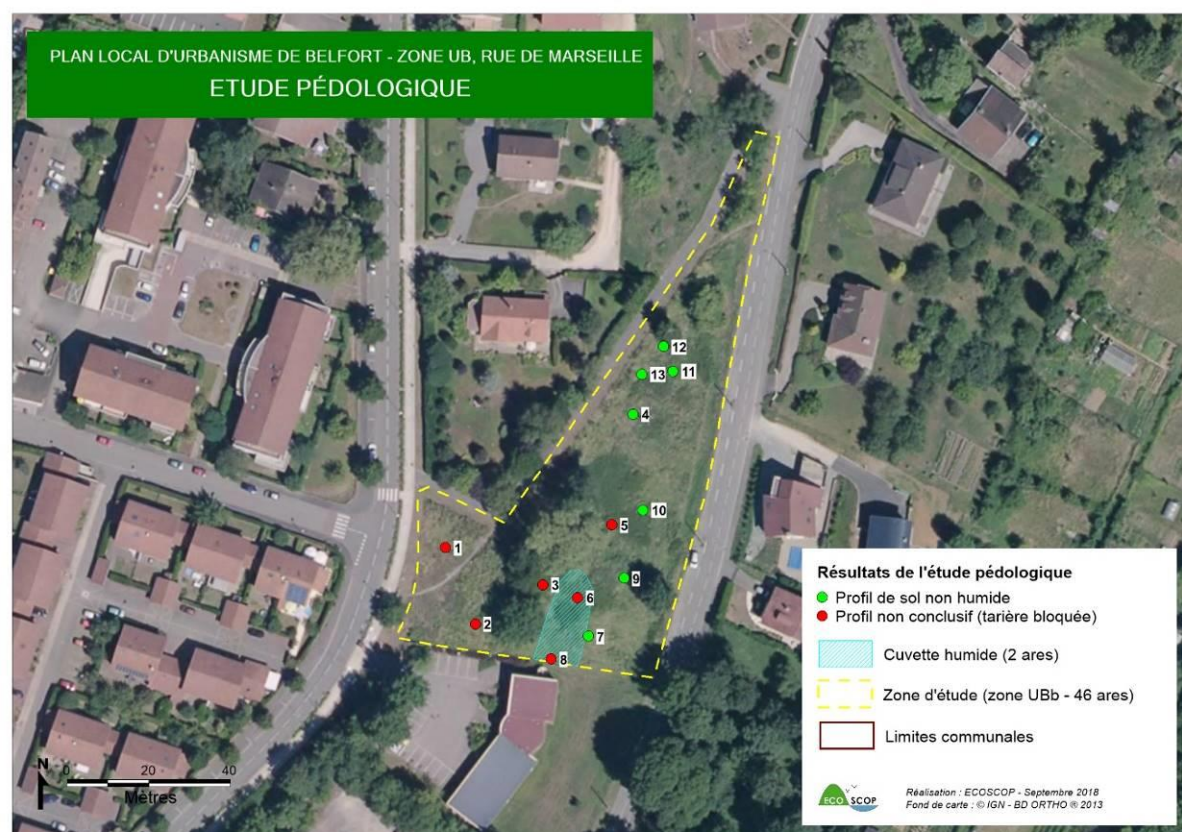 PLAN LOCAL D'URBANISME DE BELFORT - ZONE UB, RUE DE MARSEILLE
ETUDE PÉDOLOGIQUE
12
11
13
4
10
5
1
9
3
6
2
7
8
Résultats de l'étude pédologique
Profil de sol non humide
Profil non conclusif (tarière bloquée)
Cuvette humide (2 ares)
Zone d'étude (zone UBb - 46 ares)
Limites communales
ECO SCOP
Réalisation : ECOSCOP - Septembre 2018
Fond de carte : © IGN - BD ORTHO ® 2013
N
0 20 40
Mètres